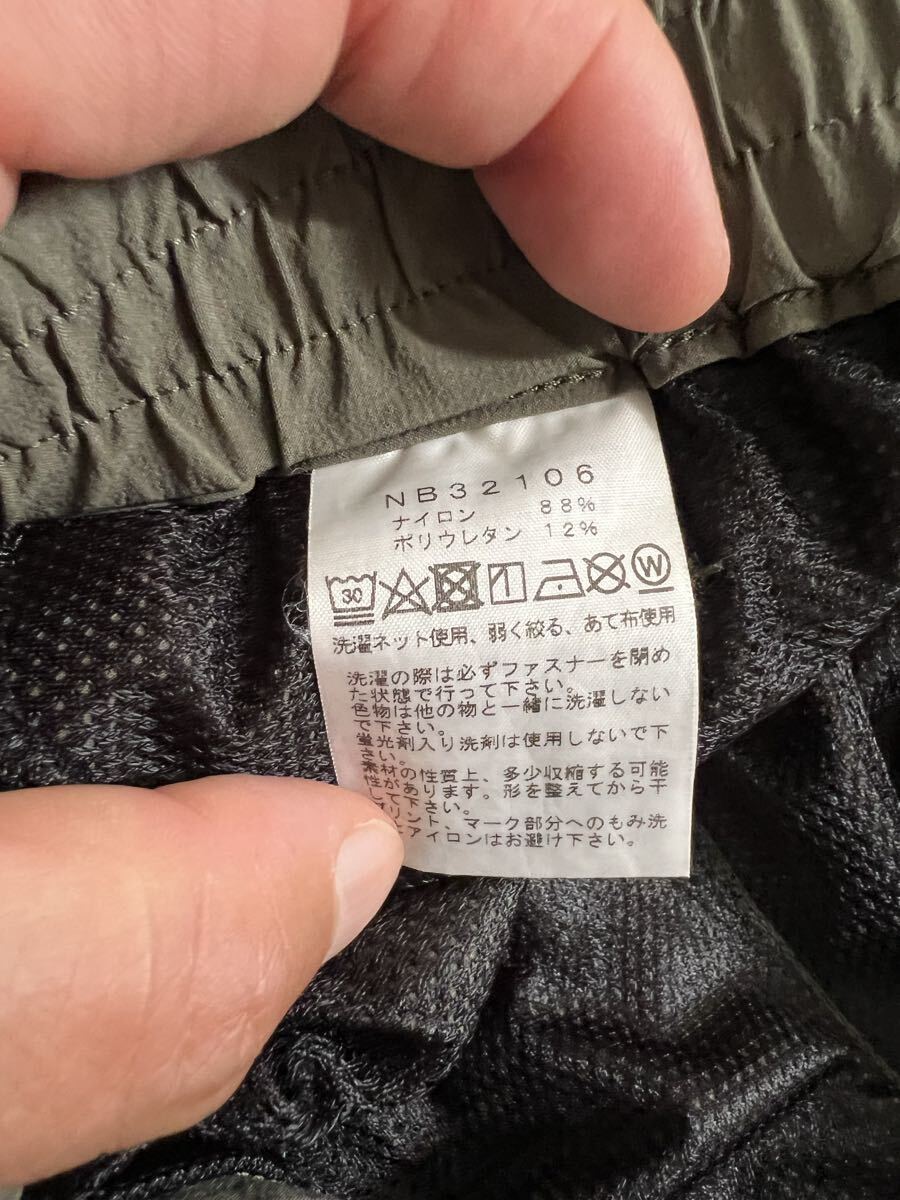 NB32106
ナイロン 88%
ポリウレタン 12%
30 W
洗濯ネット使用、弱く絞る、あて布使用
洗濯の際は必ずファスナーを閉め
た状態で行って下さい。
色物は他の物と一緒に洗濯しない
で下さい。
蛍光剤入り洗剤は使用しないで下
さい。
素材の性質上、多少収縮する可能
性があります。形を整えてから干
して下さい。
リント、マーク部分へのもみ洗
アイロンはお避け下さい。